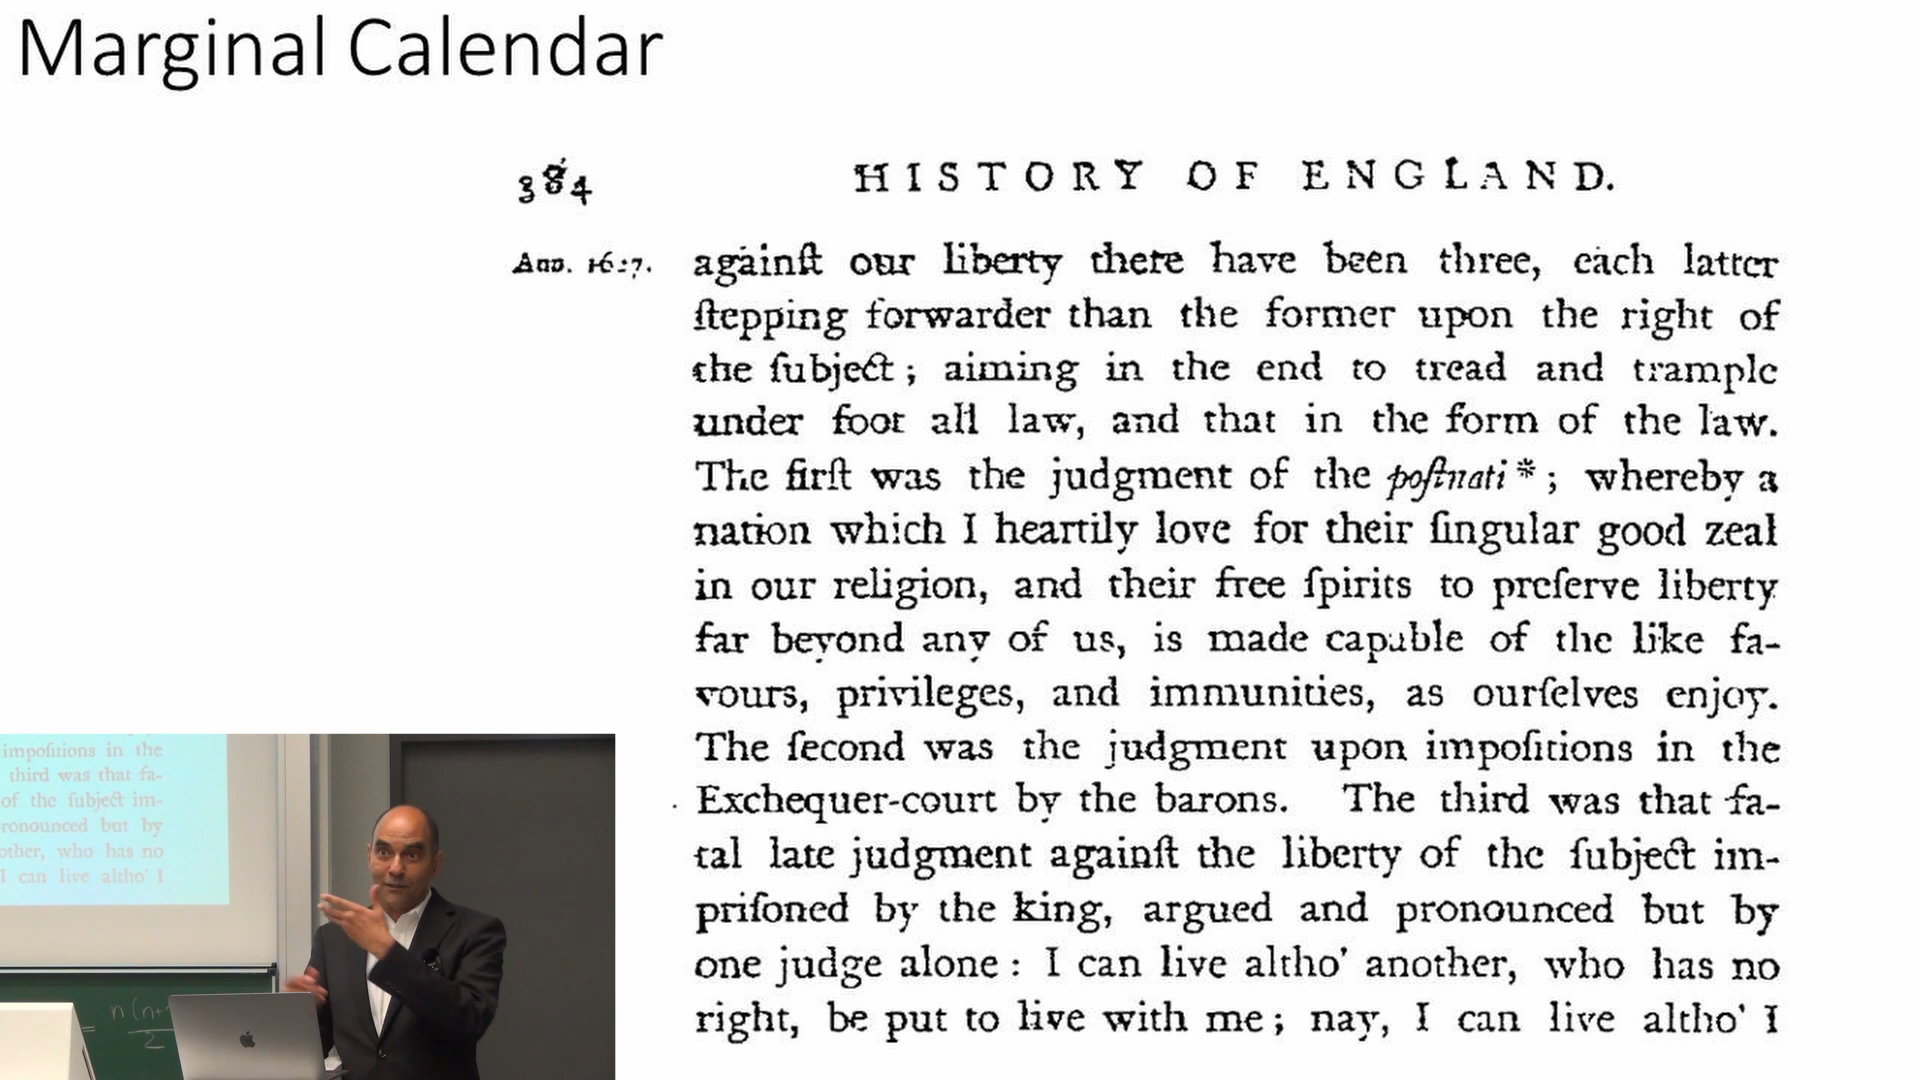 Marginal Calendar
384 HISTORY OF ENGLAND.
Ann. 16:7. againſt our liberty there have been three, each latter
ſtepping forwarder than the former upon the right of
the ſubject; aiming in the end to tread and trample
under foot all law, and that in the form of the law.
The firſt was the judgment of the poſtnati*; whereby a
nation which I heartily love for their ſingular good zeal
in our religion, and their free ſpirits to preſerve liberty
far beyond any of us, is made capable of the like fa-
vours, privileges, and immunities, as ourſelves enjoy.
The ſecond was the judgment upon impoſitions in the
Exchequer-court by the barons. The third was that fa-
tal late judgment againſt the liberty of the ſubject im-
priſoned by the king, argued and pronounced but by
one judge alone: I can live altho' another, who has no
right, be put to live with me; nay, I can live altho' I
impoſitions in the
third was that fa-
of the ſubject im-
ronounced but by
other, who has no
I can live altho' I